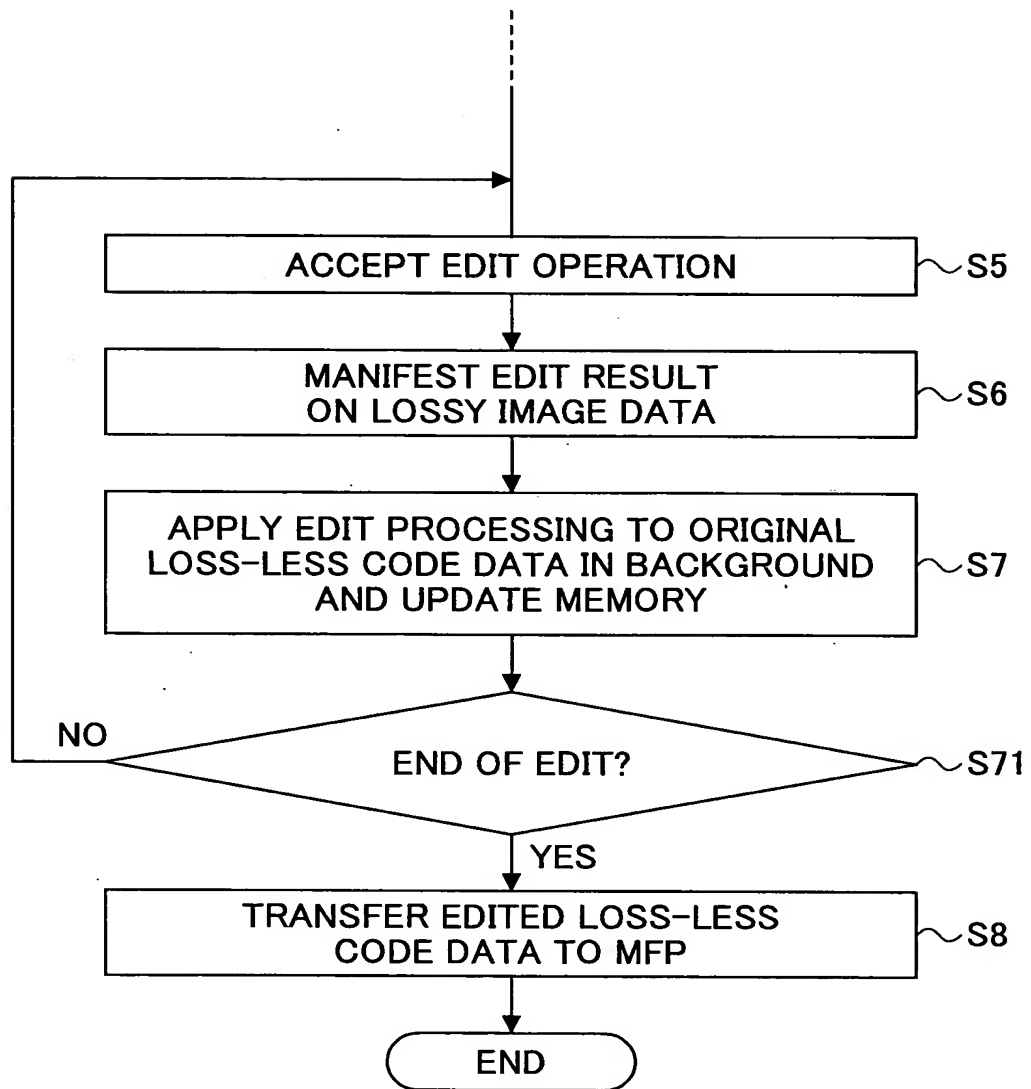 ACCEPT EDIT OPERATION
S5
MANIFEST EDIT RESULT
ON LOSSY IMAGE DATA
S6
APPLY EDIT PROCESSING TO ORIGINAL
LOSS-LESS CODE DATA IN BACKGROUND
AND UPDATE MEMORY
S7
NO
END OF EDIT?
S71
YES
TRANSFER EDITED LOSS-LESS
CODE DATA TO MFP
S8
END